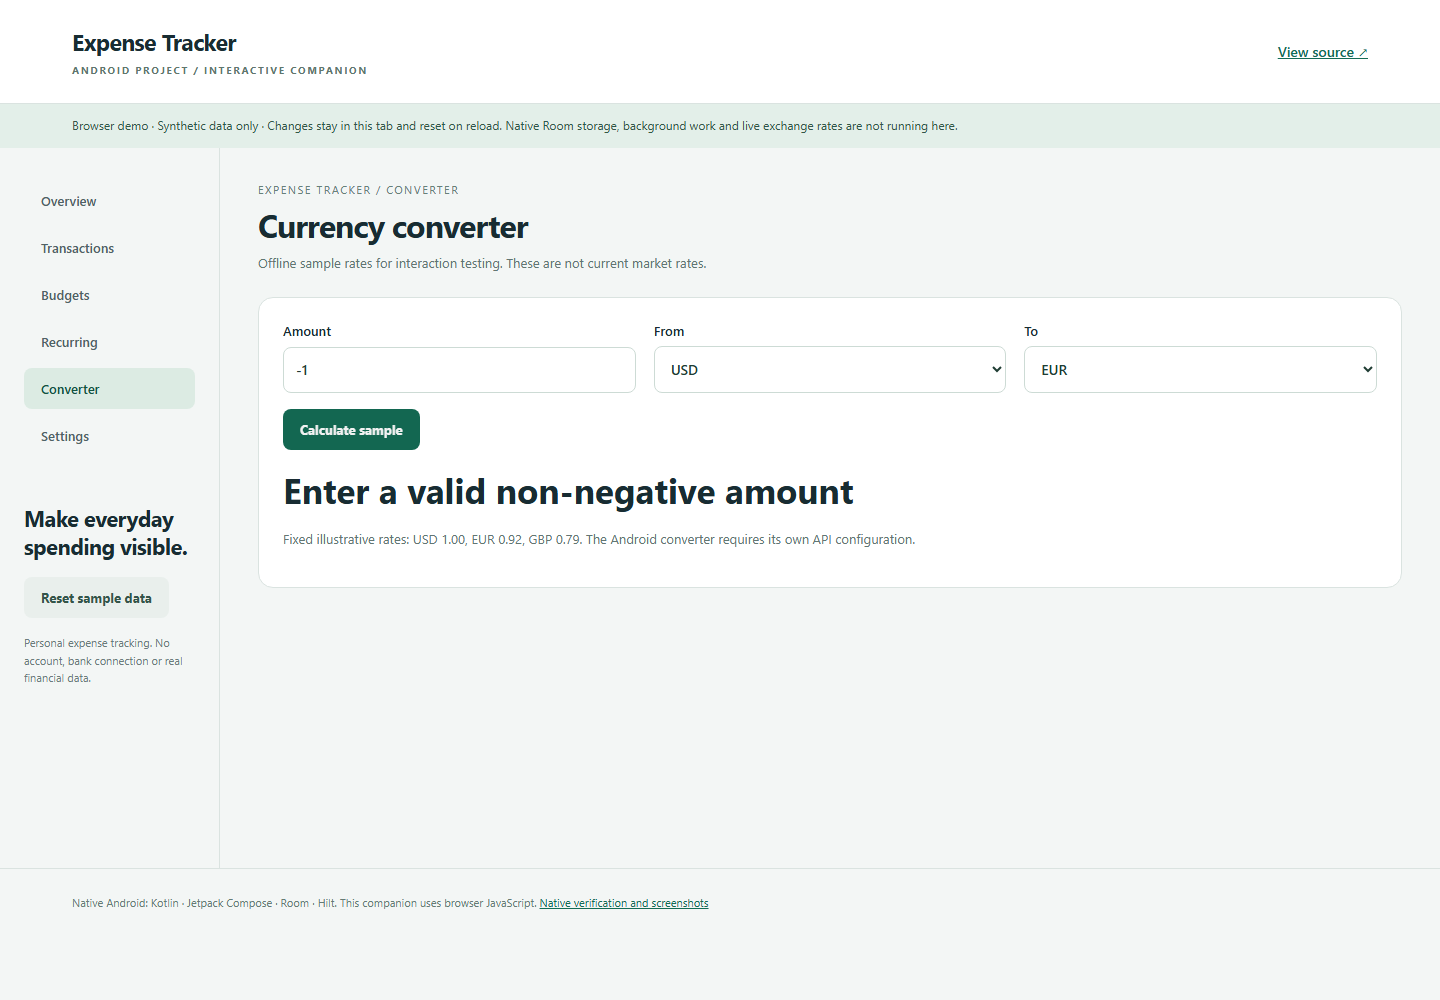 Expense Tracker
ANDROID PROJECT / INTERACTIVE COMPANION
View source ↗
Browser demo · Synthetic data only · Changes stay in this tab and reset on reload. Native Room storage, background work and live exchange rates are not running here.
Overview
Transactions
Budgets
Recurring
Converter
Settings
Make everyday
spending visible.
Reset sample data
Personal expense tracking. No
account, bank connection or real
financial data.
EXPENSE TRACKER / CONVERTER
Currency converter
Offline sample rates for interaction testing. These are not current market rates.
Amount
From
To
-1
USD
EUR
Calculate sample
Enter a valid non-negative amount
Fixed illustrative rates: USD 1.00, EUR 0.92, GBP 0.79. The Android converter requires its own API configuration.
Native Android: Kotlin · Jetpack Compose · Room · Hilt. This companion uses browser JavaScript. Native verification and screenshots